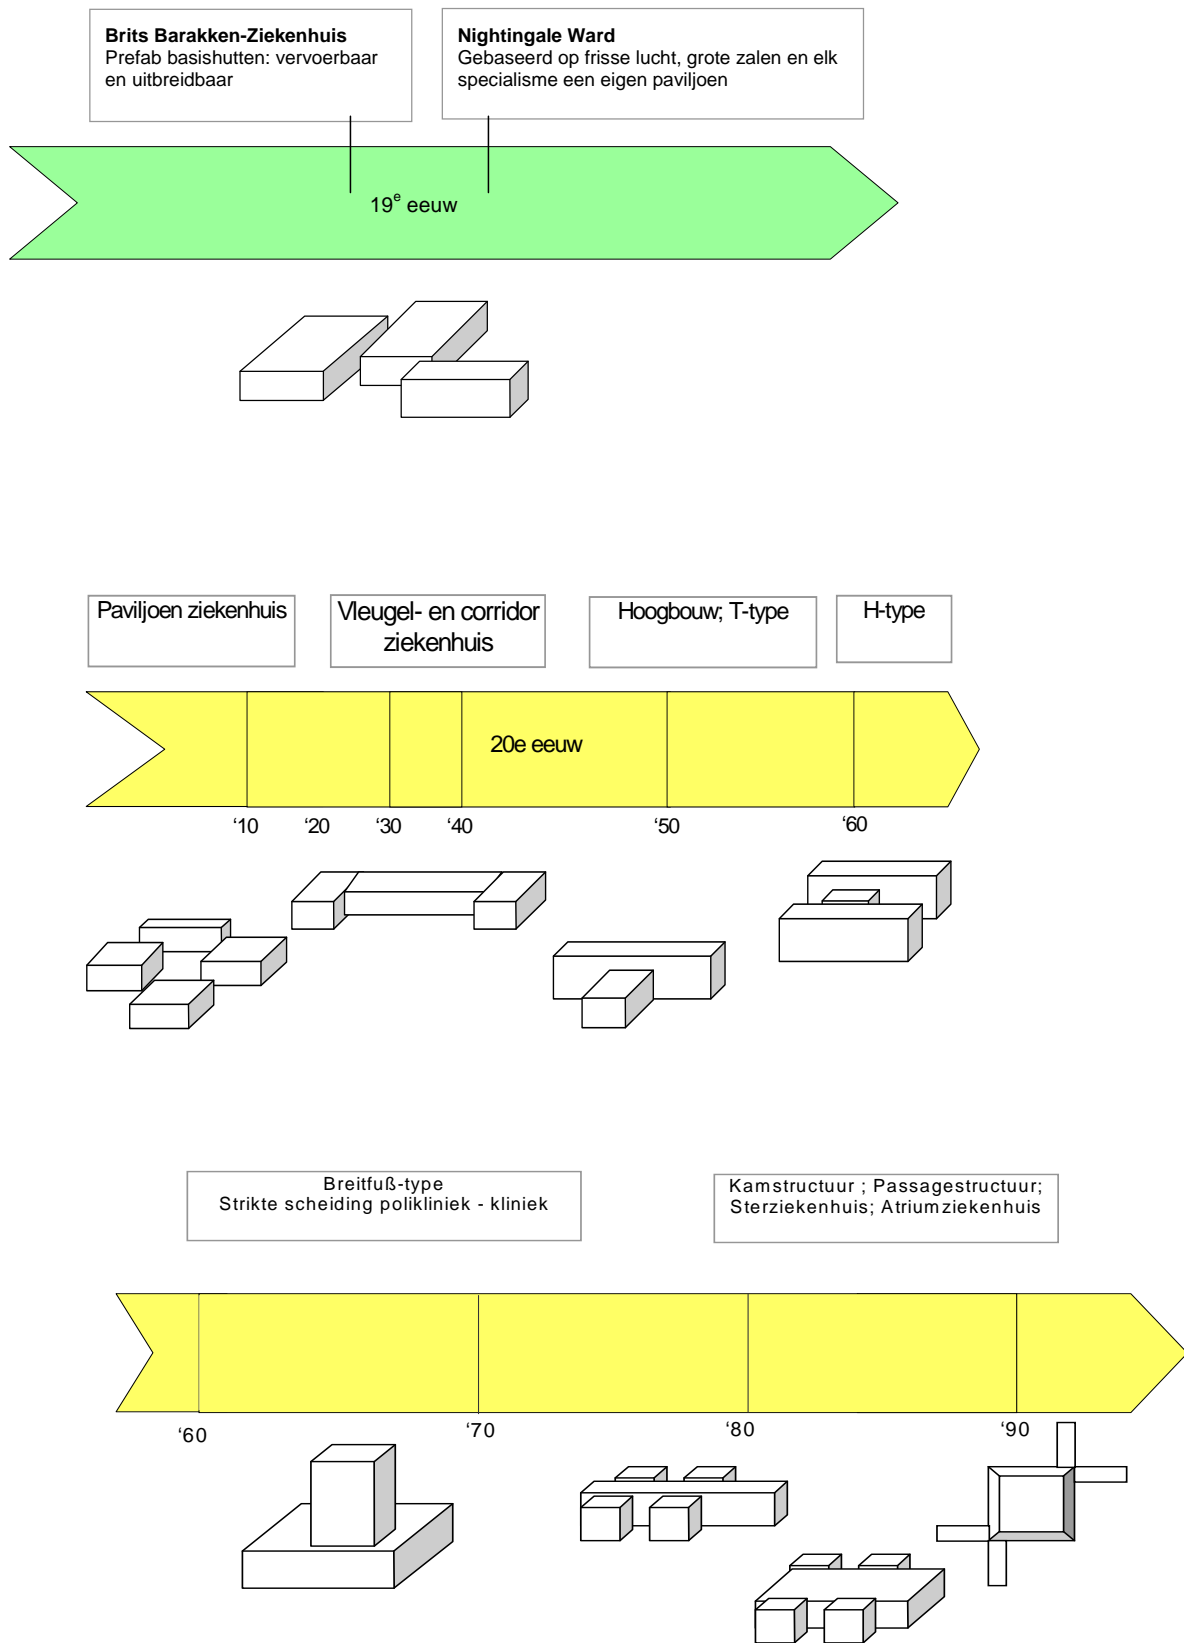 Brits Barakken-Ziekenhuis
Prefab basishutten: vervoerbaar
en uitbreidbaar
Nightingale Ward
Gebaseerd op frisse lucht, grote zalen en elk
specialisme een eigen paviljoen
19e eeuw
Paviljoen ziekenhuis
Vleugel- en corridor
ziekenhuis
Hoogbouw; T-type
H-type
20e eeuw
‘10
‘20
‘30
‘40
‘50
‘60
Breitfuß-type
Strikte scheiding polikliniek - kliniek
Kamstructuur ; Passagestructuur;
Sterziekenhuis; Atriumziekenhuis
‘60
‘70
‘80
‘90